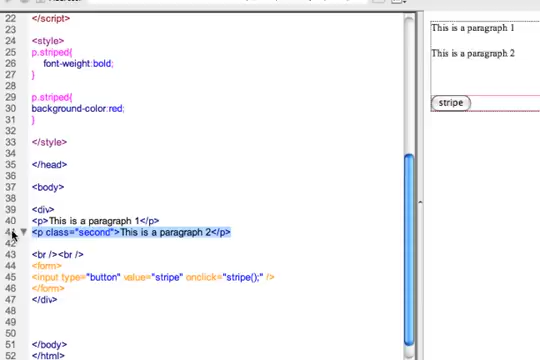 22 </script>
23
24 <style>
25 p.striped{
26 font-weight:bold;
27 }
28
29 p.striped{
30 background-color:red;
31 }
32
33 </style>
34
35 </head>
36
37 <body>
38
39 <div>
40 <p>This is a paragraph 1</p>
41 <p class="second">This is a paragraph 2</p>
42
43 <br /><br />
44 <form>
45 <input type="button" value="stripe" onclick="stripe();" />
46 </form>
47 </div>
48
49
50
51 </body>
52 </html>
This is a paragraph 1
This is a paragraph 2
stripe